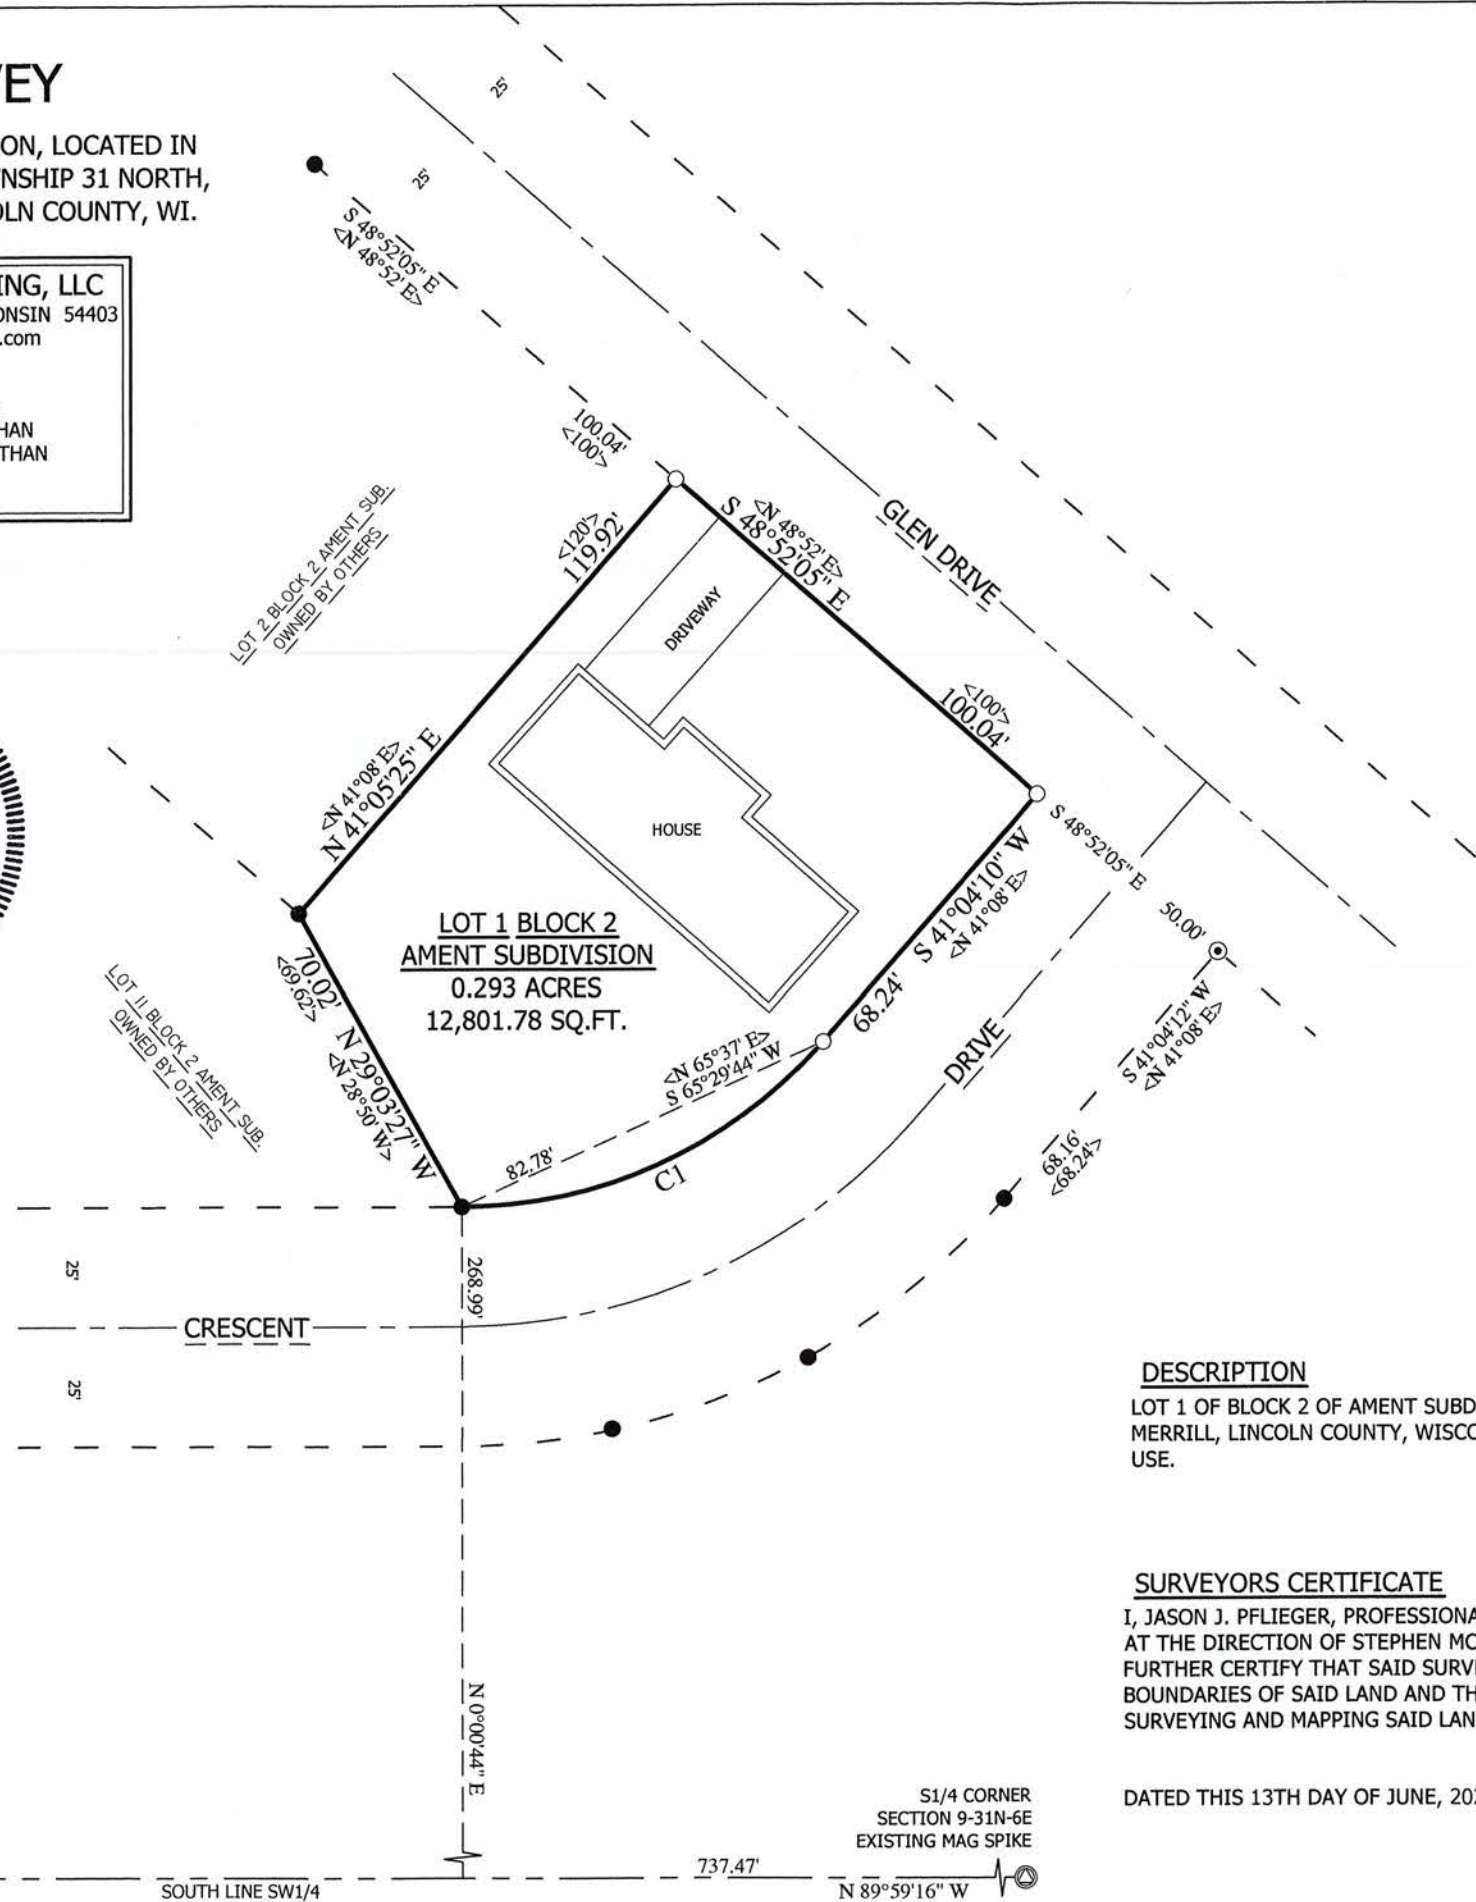 VEY
ON, LOCATED IN
NSHIP 31 NORTH,
OLN COUNTY, WI.
ING, LLC
ONSIN 54403
.com
HAN
THAN
25'
25'
S 48°52'05" E
<N 48°52' E>
100.04'
<100'>
LOT 2 BLOCK 2 AMENT SUB.
OWNED BY OTHERS
<120'>
119.92'
<N 48°52' E>
S 48°52'05" E
GLEN DRIVE
DRIVEWAY
<100'>
100.04'
<N 41°08' E>
N 41°05'25" E
HOUSE
S 48°52'05" E
50.00'
S 41°04'10" W
<N 41°08' E>
68.24'
LOT 1 BLOCK 2
AMENT SUBDIVISION
0.293 ACRES
12,801.78 SQ.FT.
70.02'
<69.62'>
N 29°03'27" W
<N 28°50' W>
LOT 11 BLOCK 2 AMENT SUB.
OWNED BY OTHERS
<N 65°37' E>
S 65°29'44" W
82.78'
C1
DRIVE
S 41°04'12" W
<N 41°08' E>
68.16'
<68.24'>
268.99'
25'
CRESCENT
25'
DESCRIPTION
LOT 1 OF BLOCK 2 OF AMENT SUBD
MERRILL, LINCOLN COUNTY, WISCO
USE.
SURVEYORS CERTIFICATE
I, JASON J. PFLIEGER, PROFESSIONA
AT THE DIRECTION OF STEPHEN MC
FURTHER CERTIFY THAT SAID SURV
BOUNDARIES OF SAID LAND AND TH
SURVEYING AND MAPPING SAID LAN
N 0°00'44" E
S1/4 CORNER
SECTION 9-31N-6E
EXISTING MAG SPIKE
DATED THIS 13TH DAY OF JUNE, 20
737.47'
SOUTH LINE SW1/4
N 89°59'16" W